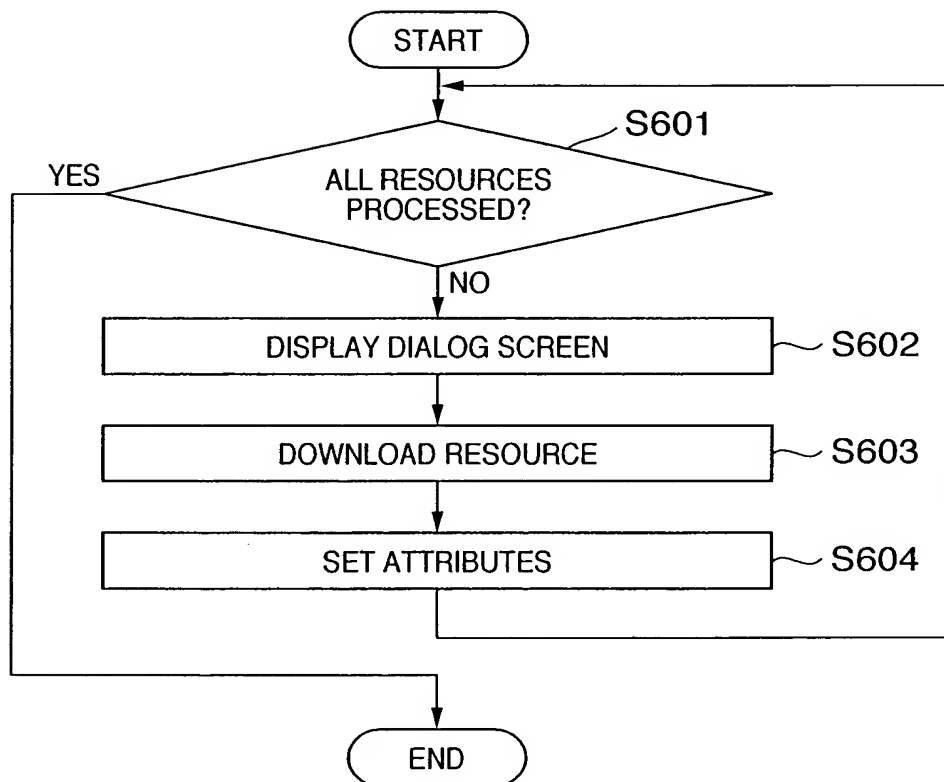 START
S601
YES
ALL RESOURCES
PROCESSED?
NO
DISPLAY DIALOG SCREEN
S602
DOWNLOAD RESOURCE
S603
SET ATTRIBUTES
S604
END